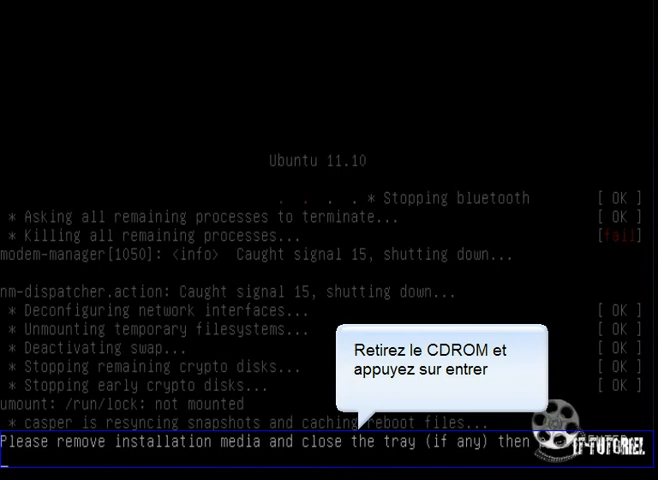 Ubuntu 11.10
. . . . * Stopping bluetooth [ OK ]
* Asking all remaining processes to terminate... [ OK ]
* Killing all remaining processes... [fail]
modem-manager[1050]: <info>  Caught signal 15, shutting down...
nm-dispatcher.action: Caught signal 15, shutting down...
* Deconfiguring network interfaces... [ OK ]
* Unmounting temporary filesystems... [ OK ]
* Deactivating swap... [ OK ]
* Stopping remaining crypto disks... [ OK ]
* Stopping early crypto disks... [ OK ]
umount: /run/lock: not mounted
* casper is resyncing snapshots and caching reboot files...
Please remove installation media and close the tray (if any) then
Retirez le CDROM et
appuyez sur entrer
IT-TUTORIEL